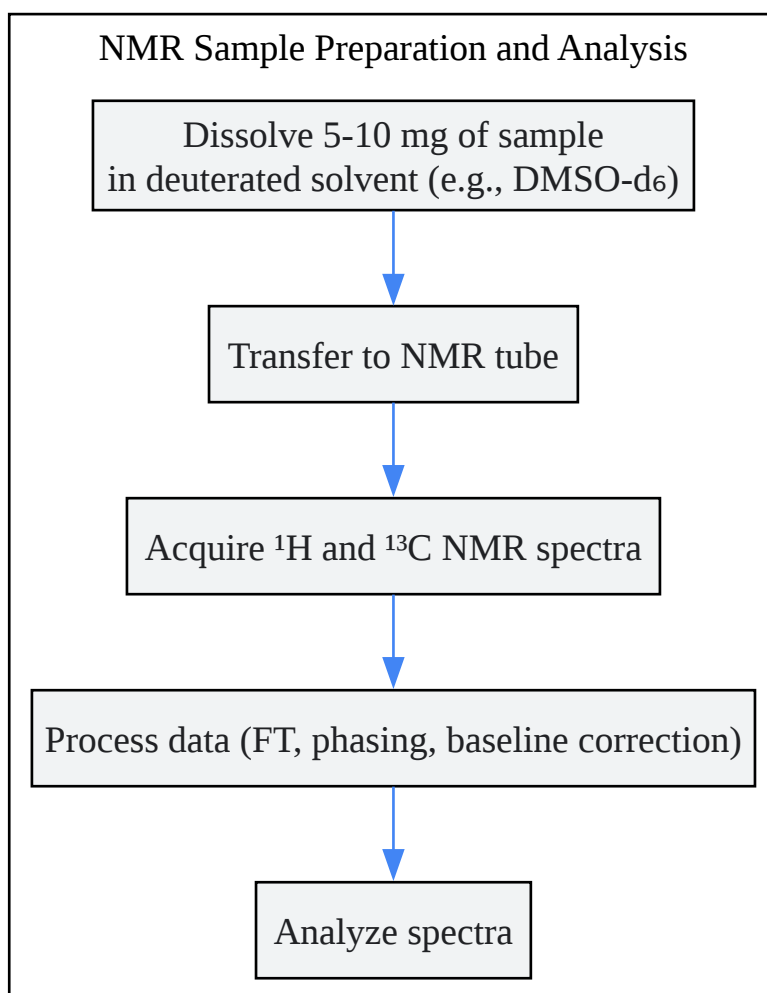 NMR Sample Preparation and Analysis
Dissolve 5-10 mg of sample
in deuterated solvent (e.g., DMSO-d₆)
Transfer to NMR tube
Acquire ¹H and ¹³C NMR spectra
Process data (FT, phasing, baseline correction)
Analyze spectra